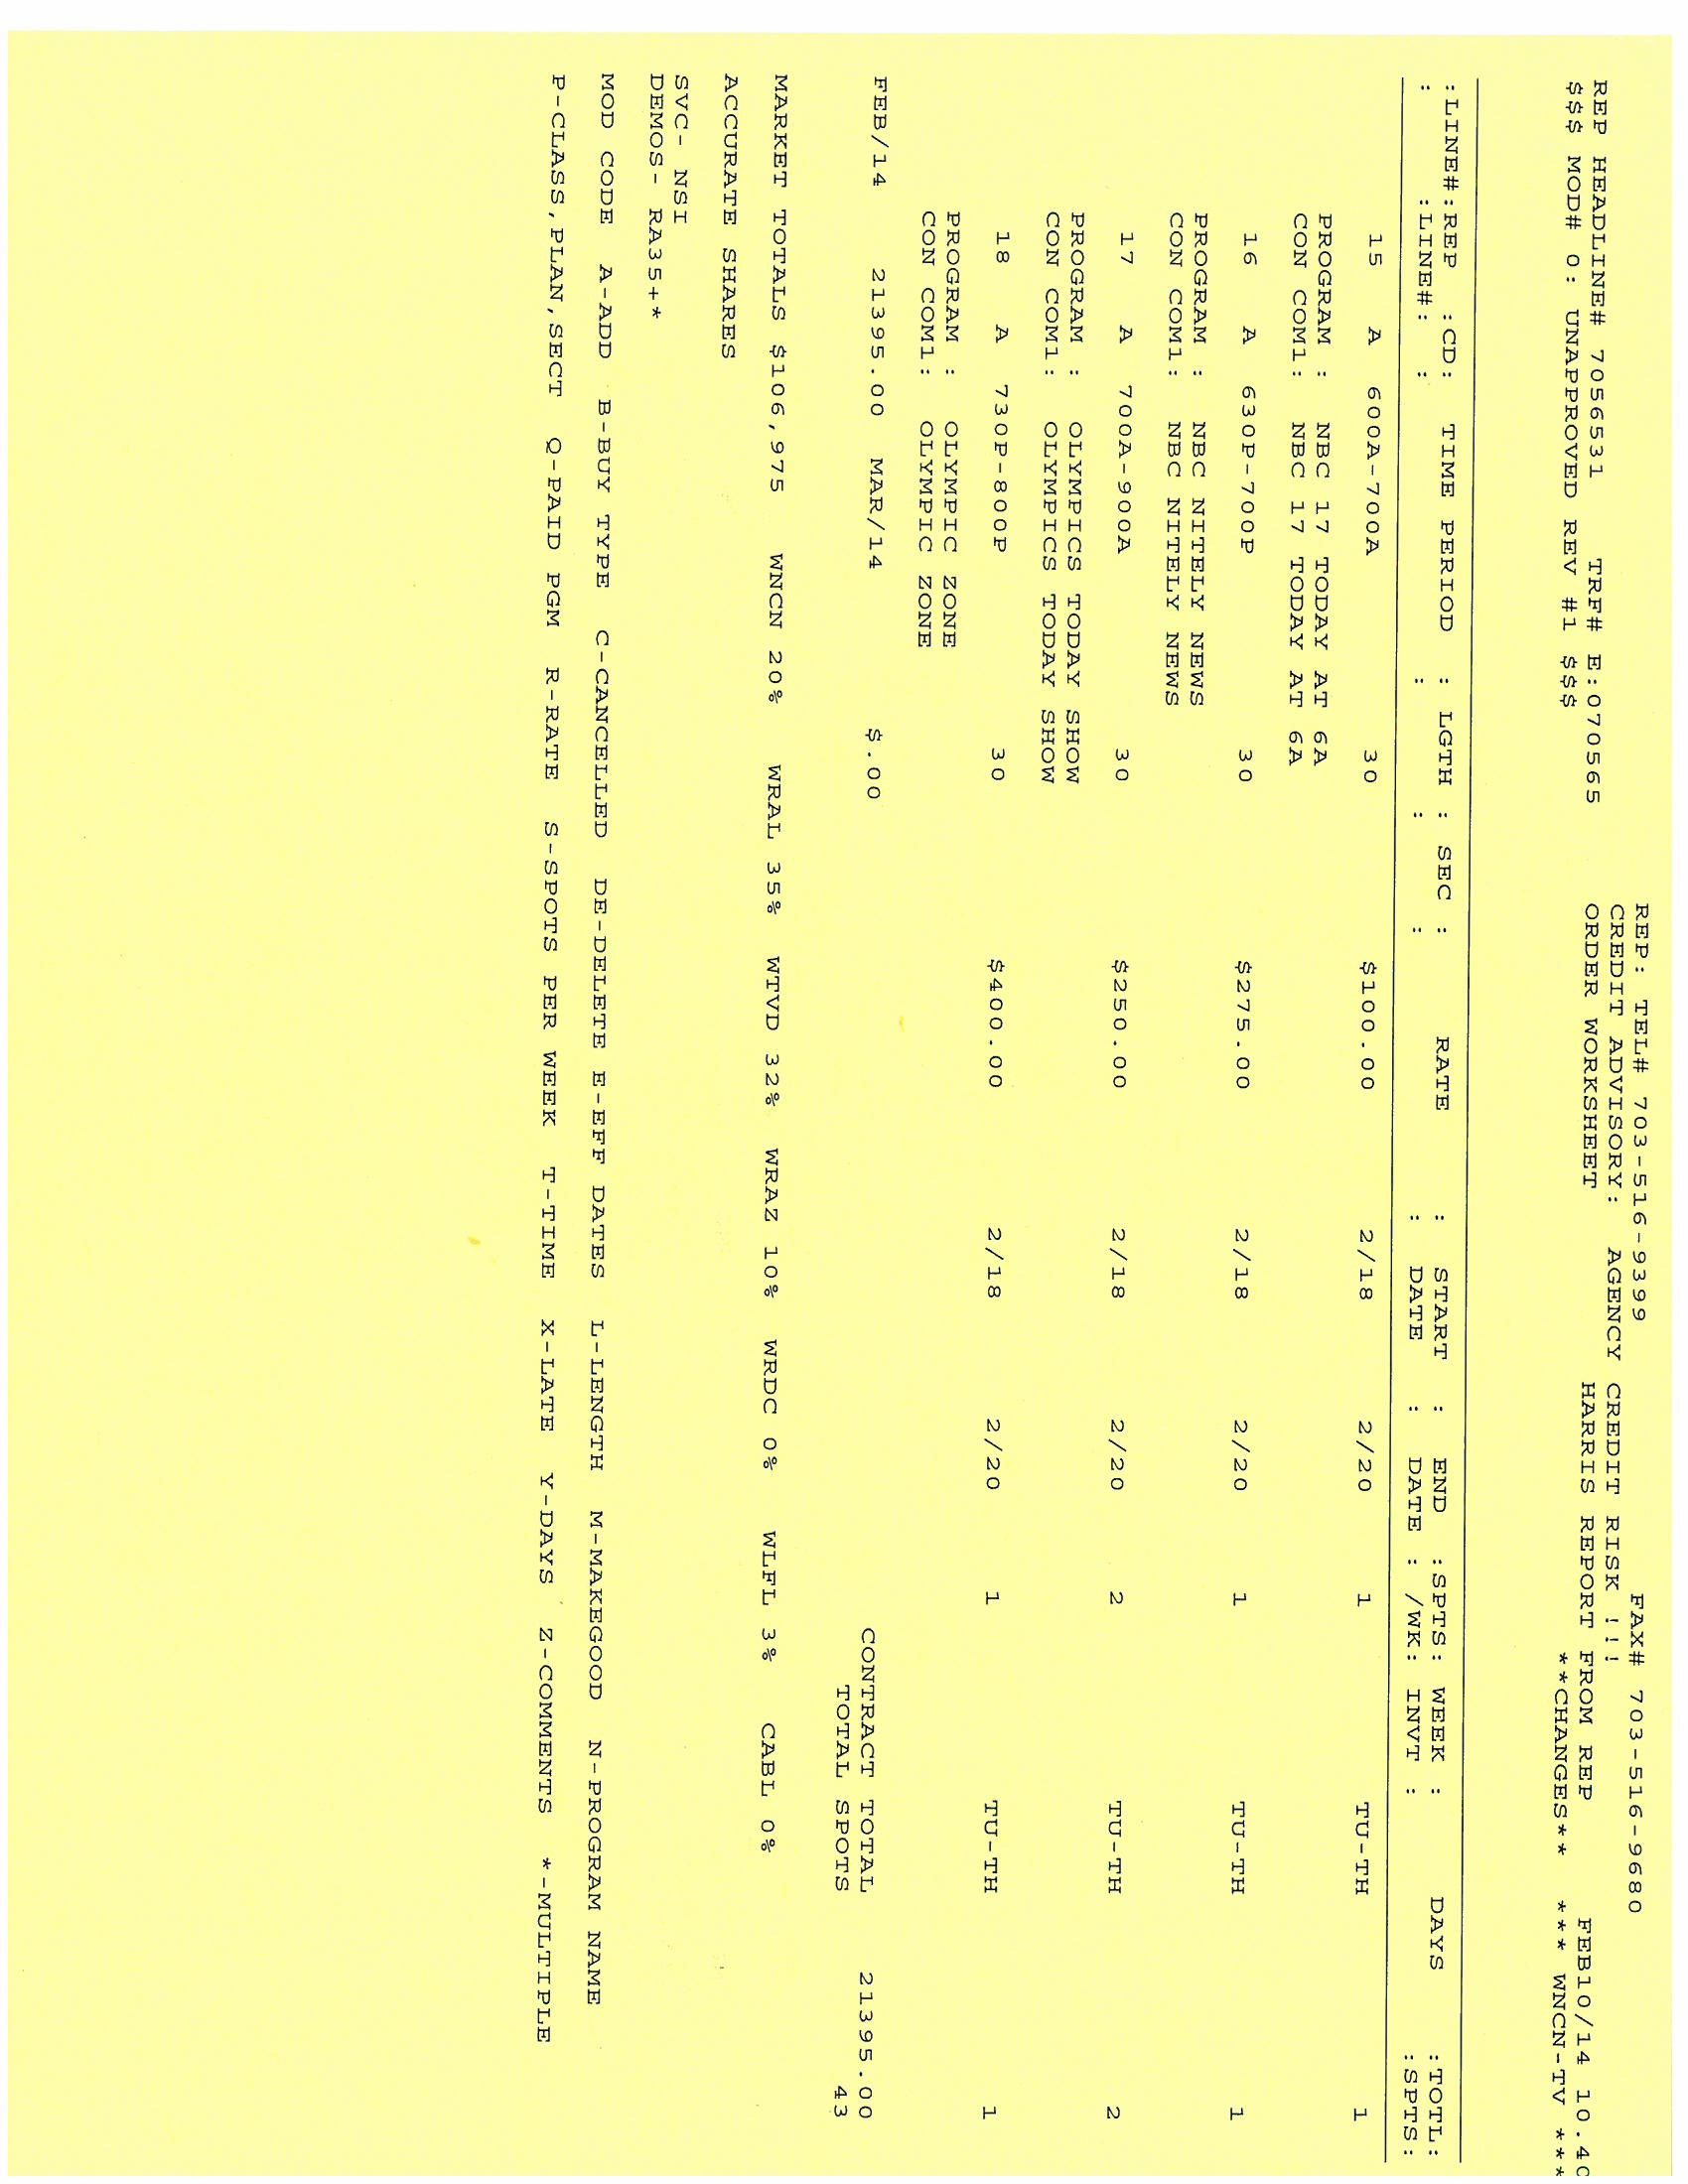 REP: TEL# 703-516-9399 FAX# 703-516-9680
CREDIT ADVISORY: AGENCY CREDIT RISK !!!
REP HEADLINE# 7056531 TRF# E:070565 ORDER WORKSHEET HARRIS REPORT FROM REP FEB10/14 10.40
$$$ MOD# 0: UNAPPROVED REV #1 $$$ **CHANGES** *** WNCN-TV ***
:LINE#:REP :CD: TIME PERIOD : LGTH : SEC : RATE : START : END :SPTS: WEEK : DAYS :TOTL:
: :LINE#: : : : : : DATE : DATE : /WK: INVT : :SPTS:
15 A 600A-700A 30 $100.00 2/18 2/20 1 TU-TH 1
PROGRAM : NBC 17 TODAY AT 6A
CON COM1: NBC 17 TODAY AT 6A
16 A 630P-700P 30 $275.00 2/18 2/20 1 TU-TH 1
PROGRAM : NBC NITELY NEWS
CON COM1: NBC NITELY NEWS
17 A 700A-900A 30 $250.00 2/18 2/20 2 TU-TH 2
PROGRAM : OLYMPICS TODAY SHOW
CON COM1: OLYMPICS TODAY SHOW
18 A 730P-800P 30 $400.00 2/18 2/20 1 TU-TH 1
PROGRAM : OLYMPIC ZONE
CON COM1: OLYMPIC ZONE
FEB/14 21395.00 MAR/14 $.00 CONTRACT TOTAL 21395.00
TOTAL SPOTS 43
MARKET TOTALS $106,975 WNCN 20% WRAL 35% WTVD 32% WRAZ 10% WRDC 0% WLFL 3% CABL 0%
ACCURATE SHARES
SVC- NSI
DEMOS- RA35+*
MOD CODE A-ADD B-BUY TYPE C-CANCELLED DE-DELETE E-EFF DATES L-LENGTH M-MAKEGOOD N-PROGRAM NAME
P-CLASS,PLAN,SECT Q-PAID PGM R-RATE S-SPOTS PER WEEK T-TIME X-LATE Y-DAYS Z-COMMENTS *-MULTIPLE